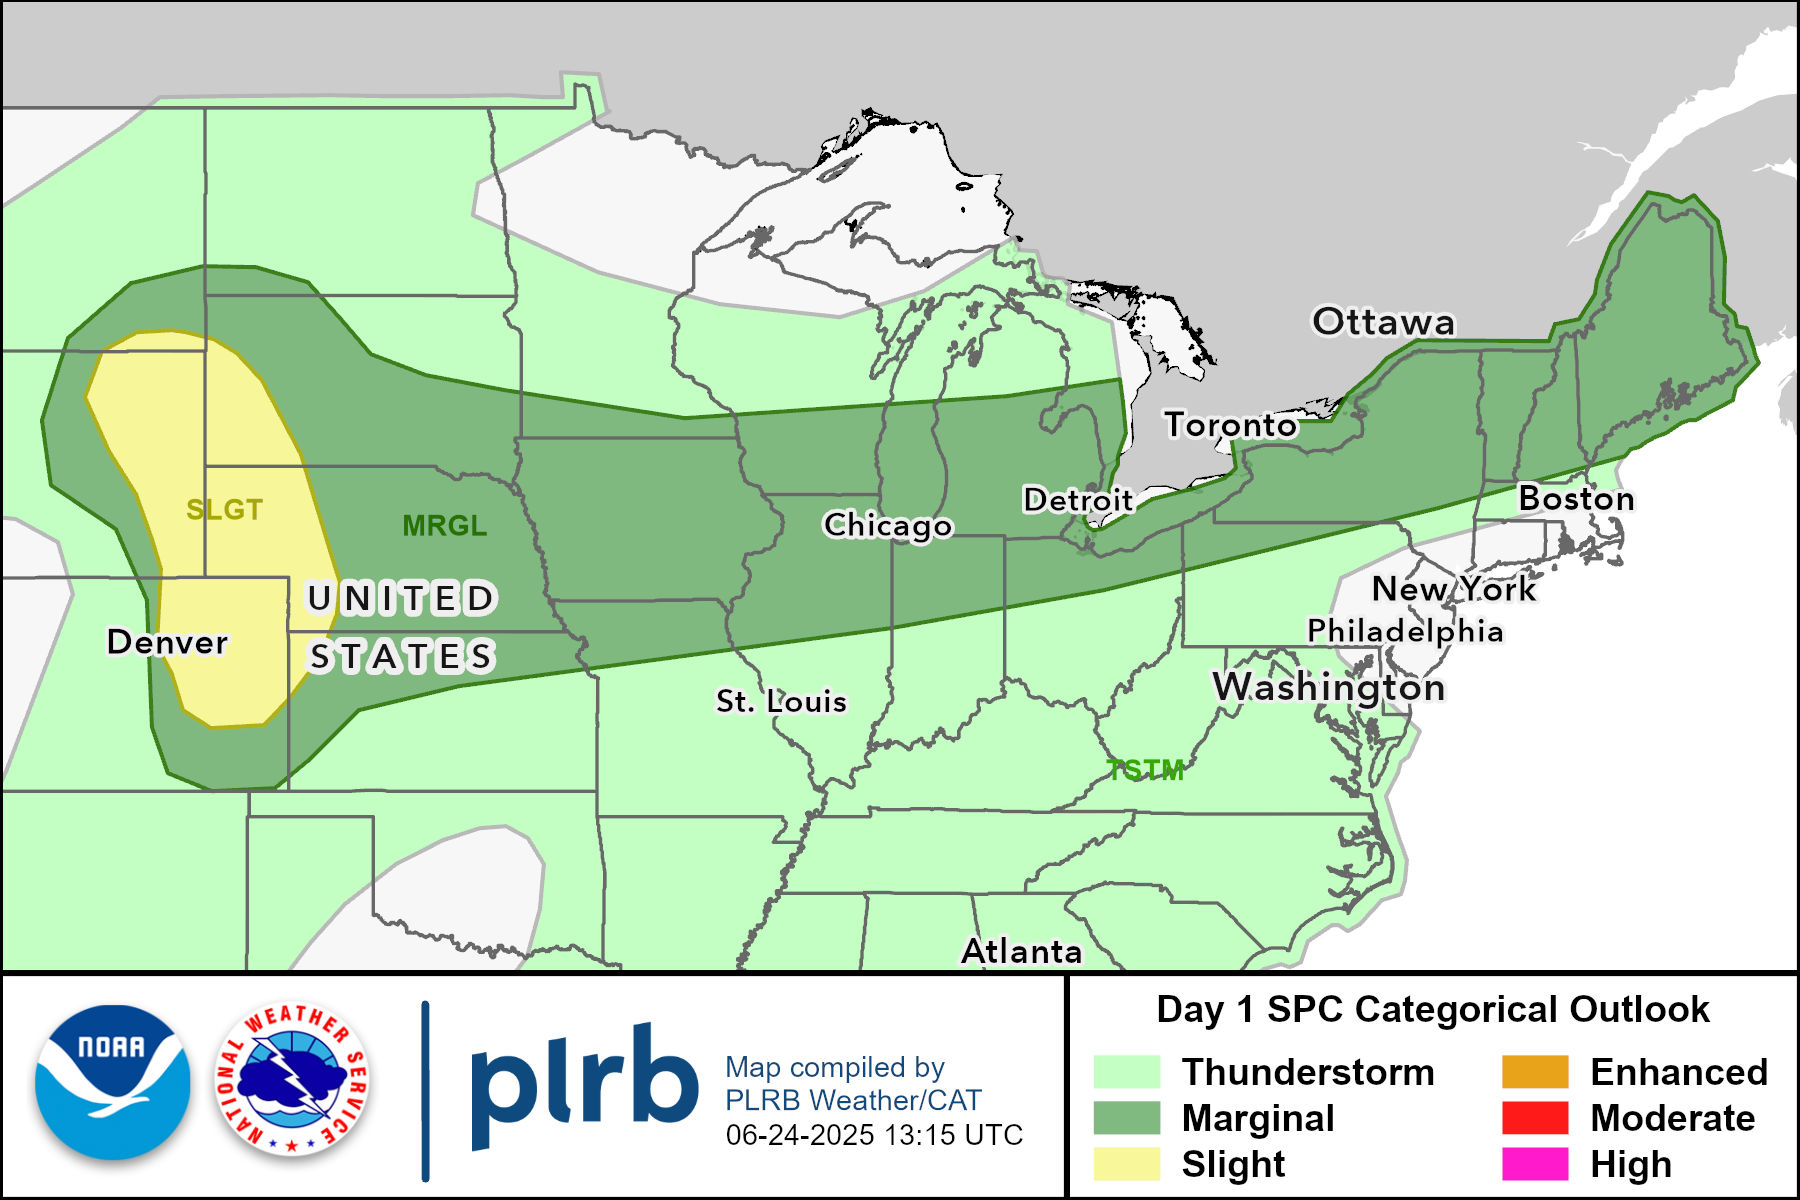 Ottawa
Toronto
Detroit
Boston
Chicago
SLGT
MRGL
New York
UNITED
STATES
Denver
Philadelphia
Washington
St. Louis
TSTM
Atlanta
NOAA
NATIONAL WEATHER SERVICE
plrb
Map compiled by
PLRB Weather/CAT
06-24-2025 13:15 UTC
Day 1 SPC Categorical Outlook
Thunderstorm
Marginal
Slight
Enhanced
Moderate
High